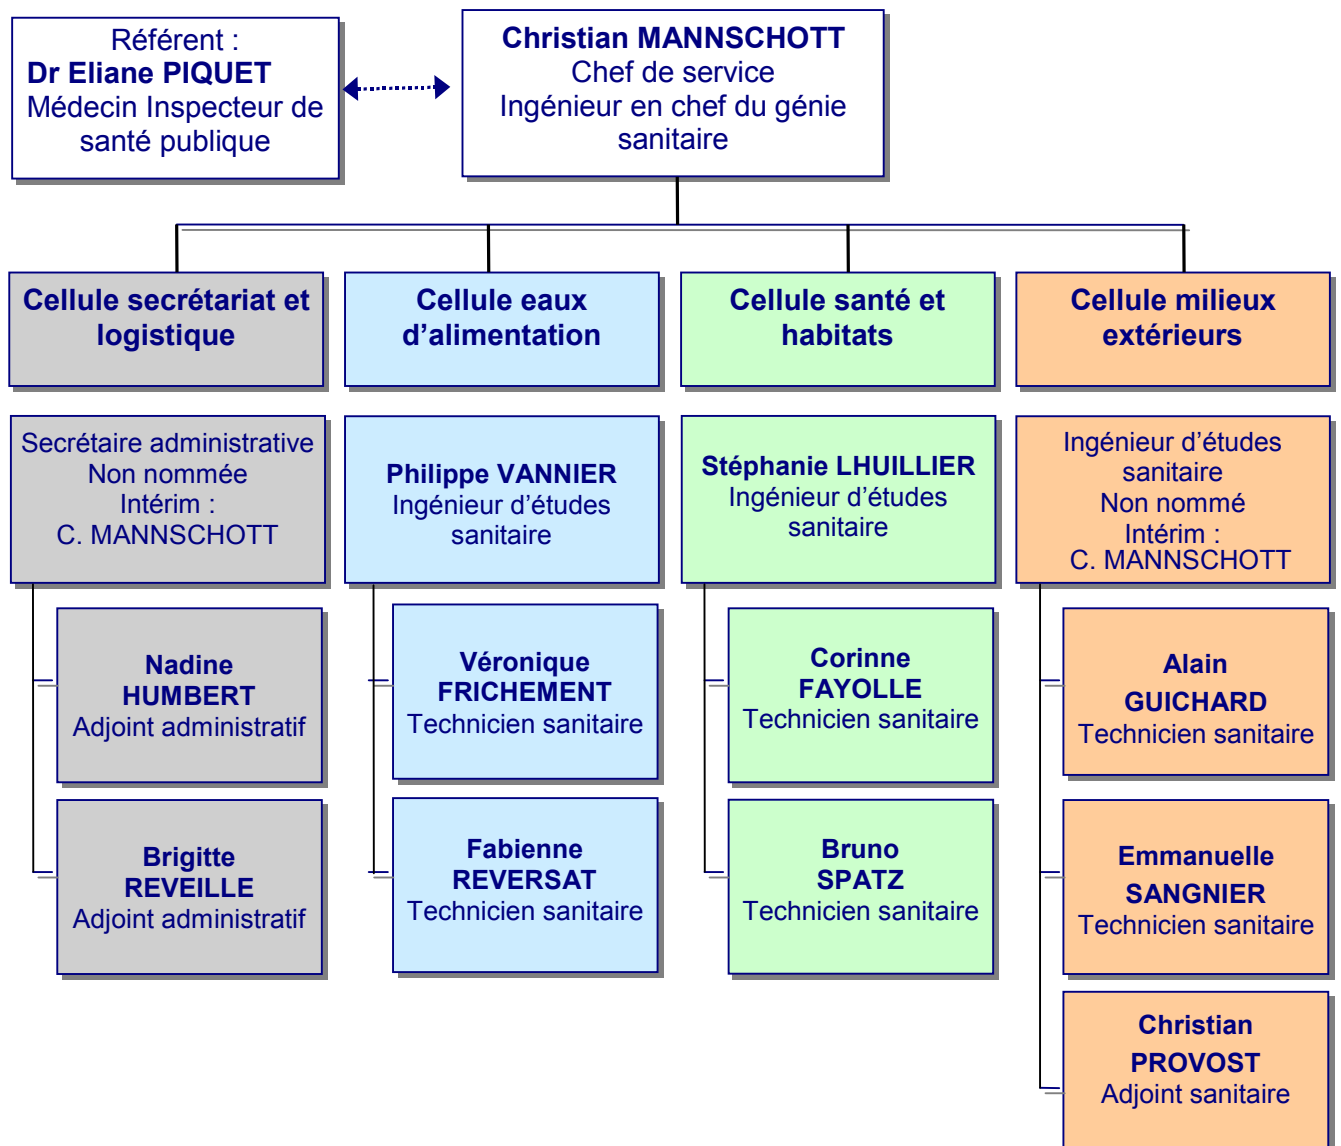 Référent :
Dr Eliane PIQUET
Médecin Inspecteur de
santé publique
Christian MANNSCHOTT
Chef de service
Ingénieur en chef du génie
sanitaire
Cellule secrétariat et
logistique
Cellule eaux
d’alimentation
Cellule santé et
habitats
Cellule milieux
extérieurs
Secrétaire administrative
Non nommée
Intérim :
C. MANNSCHOTT
Philippe VANNIER
Ingénieur d’études
sanitaire
Stéphanie LHUILLIER
Ingénieur d’études
sanitaire
Ingénieur d’études
sanitaire
Non nommé
Intérim :
C. MANNSCHOTT
Nadine
HUMBERT
Adjoint administratif
Véronique
FRICHEMENT
Technicien sanitaire
Corinne
FAYOLLE
Technicien sanitaire
Alain
GUICHARD
Technicien sanitaire
Brigitte
REVEILLE
Adjoint administratif
Fabienne
REVERSAT
Technicien sanitaire
Bruno
SPATZ
Technicien sanitaire
Emmanuelle
SANGNIER
Technicien sanitaire
Christian
PROVOST
Adjoint sanitaire